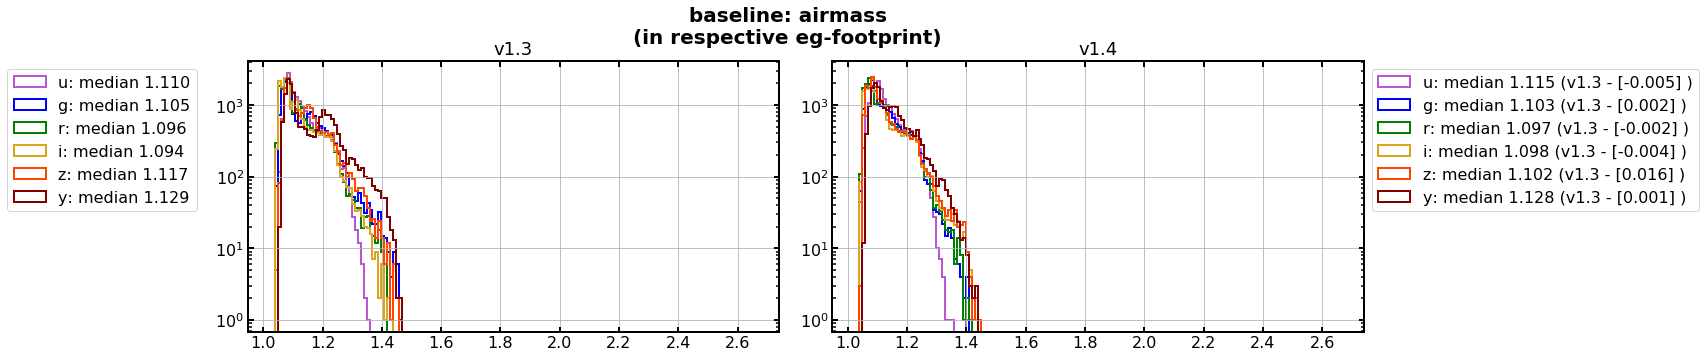 baseline: airmass
(in respective eg-footprint)
v1.3
v1.4
u: median 1.110
g: median 1.105
r: median 1.096
i: median 1.094
z: median 1.117
y: median 1.129
u: median 1.115 (v1.3 - [-0.005] )
g: median 1.103 (v1.3 - [0.002] )
r: median 1.097 (v1.3 - [-0.002] )
i: median 1.098 (v1.3 - [-0.004] )
z: median 1.102 (v1.3 - [0.016] )
y: median 1.128 (v1.3 - [0.001] )
10³
10²
10¹
10⁰
1.0 1.2 1.4 1.6 1.8 2.0 2.2 2.4 2.6
10³
10²
10¹
10⁰
1.0 1.2 1.4 1.6 1.8 2.0 2.2 2.4 2.6